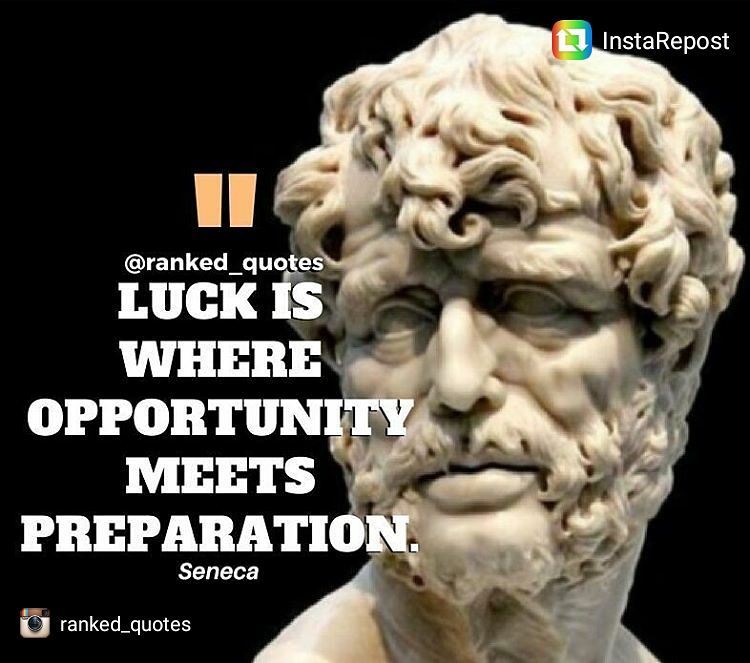 InstaRepost
"
@ranked_quotes
LUCK IS
WHERE
OPPORTUNITY
MEETS
PREPARATION.
Seneca
ranked_quotes